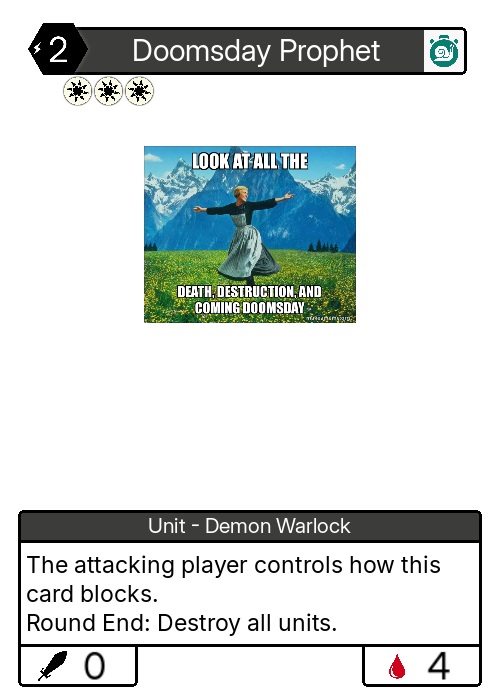 2
Doomsday Prophet
LOOK AT ALL THE
DEATH, DESTRUCTION, AND
COMING DOOMSDAY
Unit - Demon Warlock
The attacking player controls how this
card blocks.
Round End: Destroy all units.
0
4